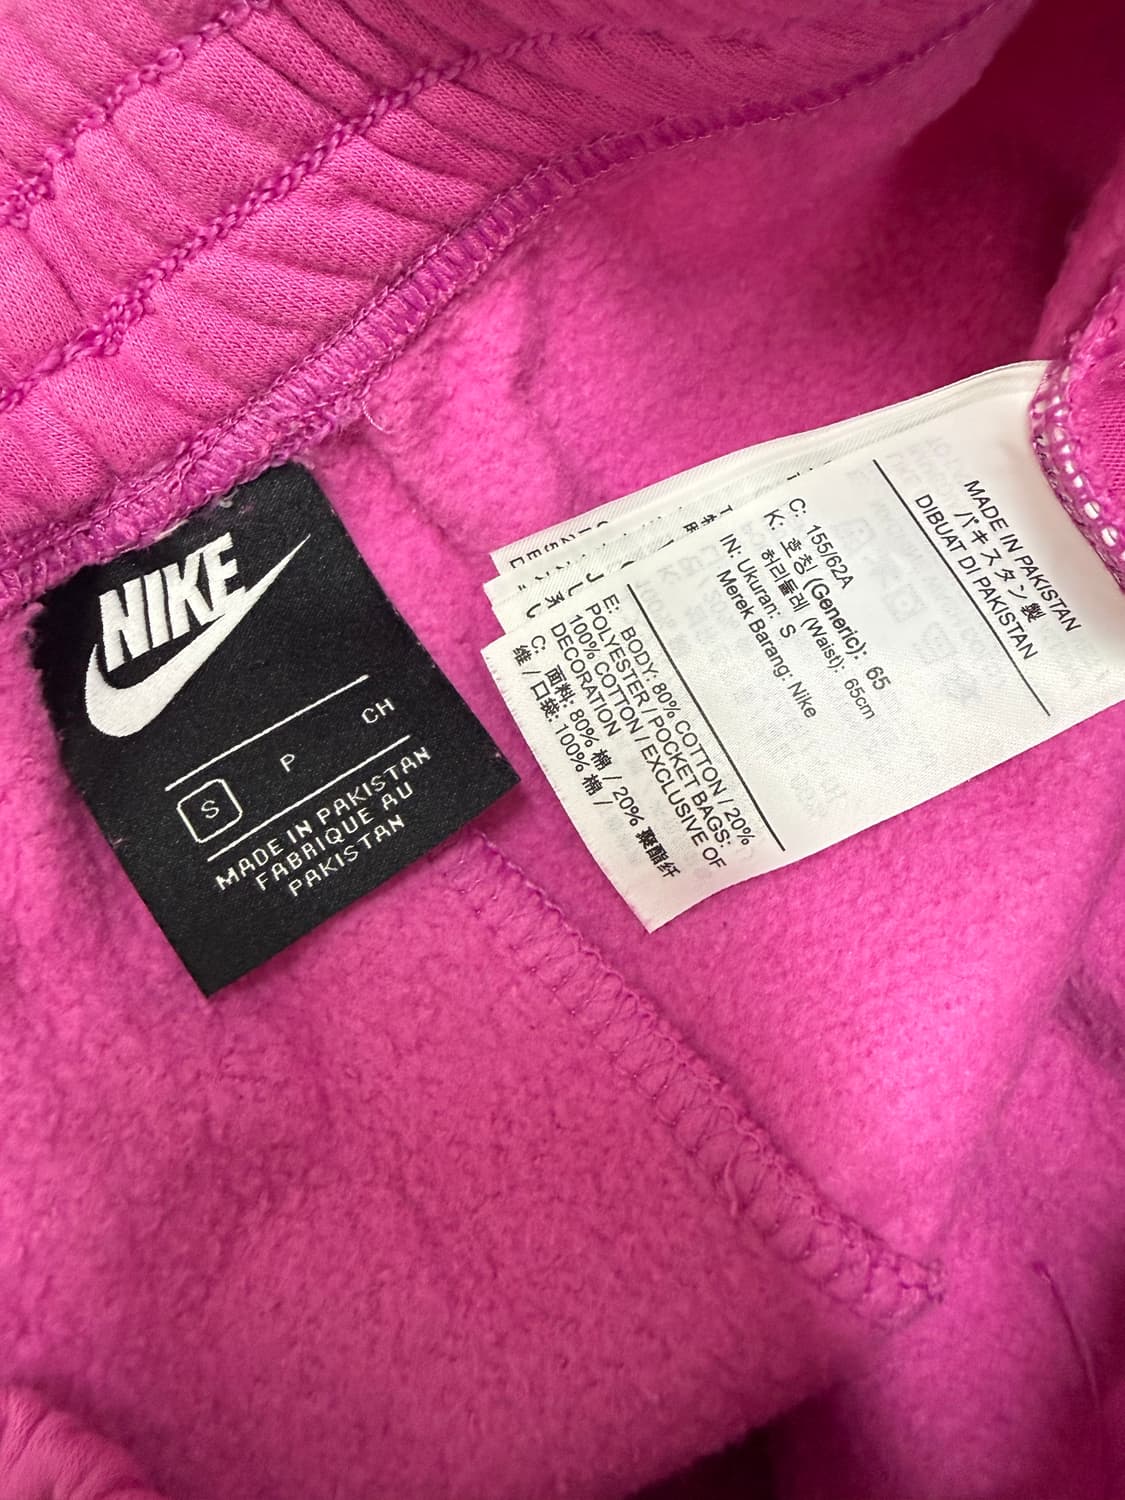 NIKE
S
P
CH
MADE IN PAKISTAN
FABRIQUE AU
PAKISTAN
MADE IN PAKISTAN
パキスタン製
DIBUAT DI PAKISTAN
C: 155/62A
K: 호칭 (Generic): 65
허리둘레 (Waist): 65cm
IN: Ukuran: S
Merek Barang: Nike
E: BODY: 80% COTTON / 20%
POLYESTER / POCKET BAGS:
100% COTTON / EXCLUSIVE OF
DECORATION
C: 面料: 80% 棉 / 20% 聚酯纤
维 / 口袋: 100% 棉 /